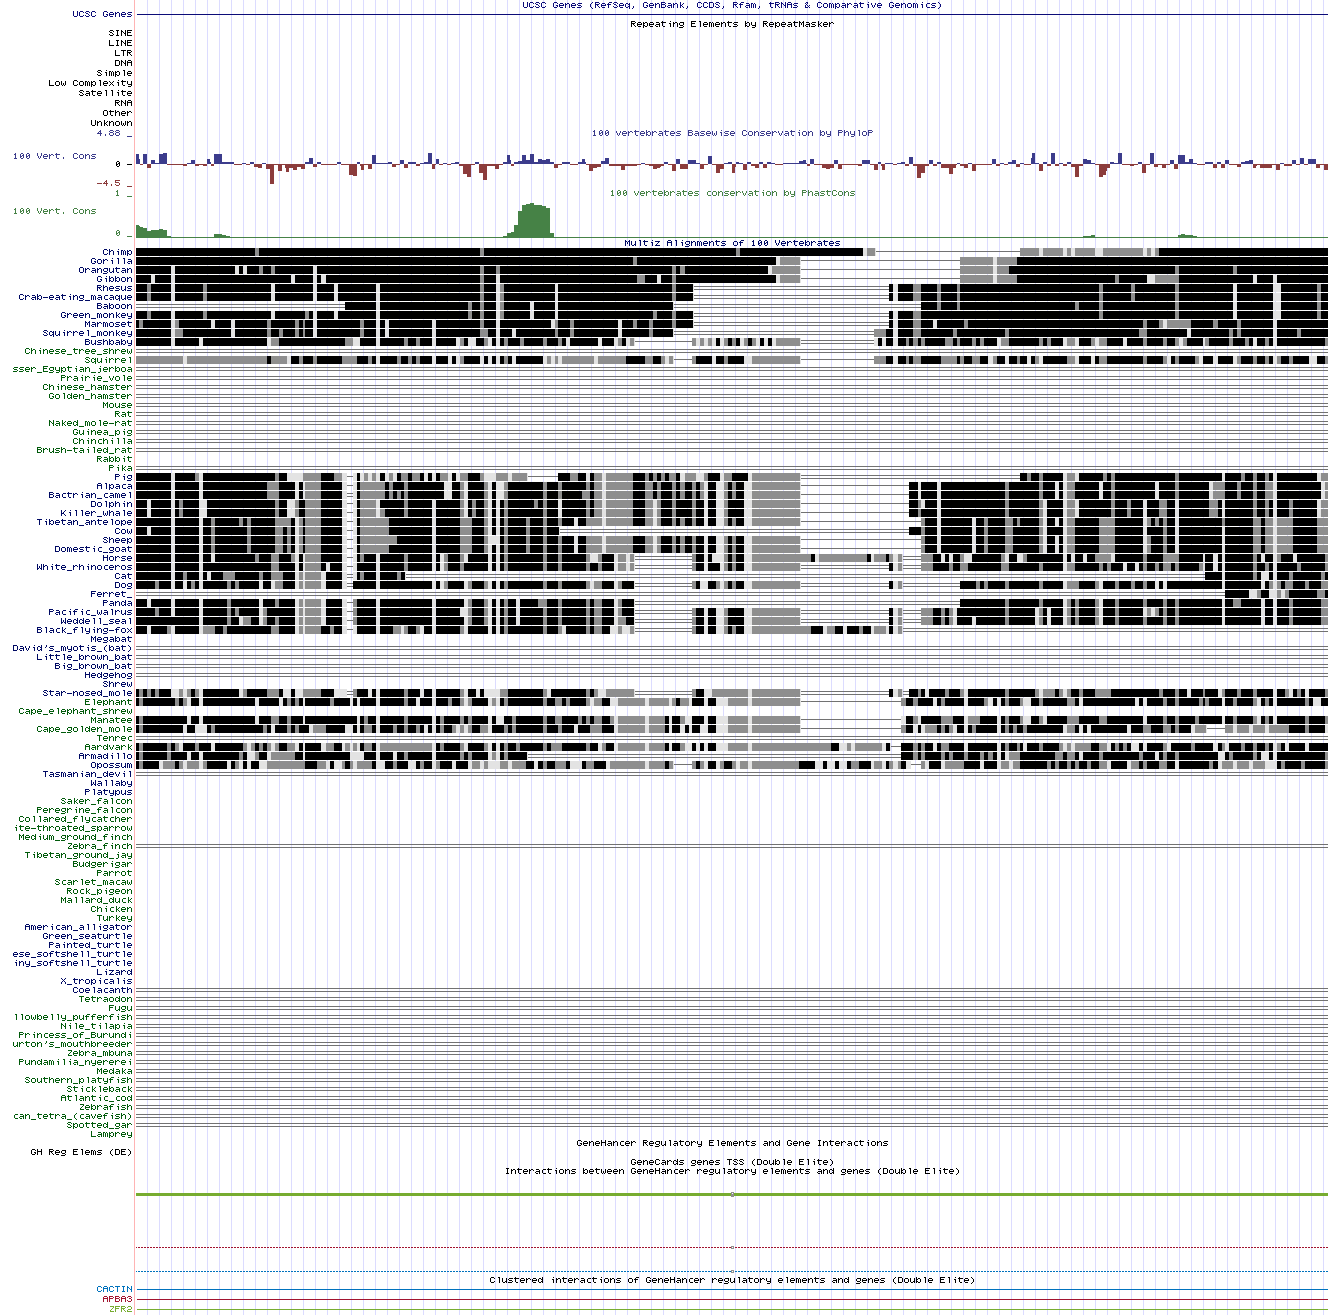 UCSC Genes (RefSeq, GenBank, CCDS, Rfam, tRNAs & Comparative Genomics)
UCSC Genes
Repeating Elements by RepeatMasker
SINE
LINE
LTR
DNA
Simple
Low Complexity
Satellite
RNA
Other
Unknown
4.88 _
100 vertebrates Basewise Conservation by PhyloP
100 Vert. Cons
0 _
-4.5 _
1 _
100 vertebrates conservation by PhastCons
100 Vert. Cons
0 _
Multiz Alignments of 100 Vertebrates
Chimp
Gorilla
Orangutan
Gibbon
Rhesus
Crab-eating_macaque
Baboon
Green_monkey
Marmoset
Squirrel_monkey
Bushbaby
Chinese_tree_shrew
Squirrel
sser_Egyptian_jerboa
Prairie_vole
Chinese_hamster
Golden_hamster
Mouse
Rat
Naked_mole-rat
Guinea_pig
Chinchilla
Brush-tailed_rat
Rabbit
Pika
Pig
Alpaca
Bactrian_camel
Dolphin
Killer_whale
Tibetan_antelope
Cow
Sheep
Domestic_goat
Horse
White_rhinoceros
Cat
Dog
Ferret_
Panda
Pacific_walrus
Weddell_seal
Black_flying-fox
Megabat
David's_myotis_(bat)
Little_brown_bat
Big_brown_bat
Hedgehog
Shrew
Star-nosed_mole
Elephant
Cape_elephant_shrew
Manatee
Cape_golden_mole
Tenrec
Aardvark
Armadillo
Opossum
Tasmanian_devil
Wallaby
Platypus
Saker_falcon
Peregrine_falcon
Collared_flycatcher
ite-throated_sparrow
Medium_ground_finch
Zebra_finch
Tibetan_ground_jay
Budgerigar
Parrot
Scarlet_macaw
Rock_pigeon
Mallard_duck
Chicken
Turkey
American_alligator
Green_seaturtle
Painted_turtle
ese_softshell_turtle
iny_softshell_turtle
Lizard
X_tropicalis
Coelacanth
Tetraodon
Fugu
llowbelly_pufferfish
Nile_tilapia
Princess_of_Burundi
urton's_mouthbreeder
Zebra_mbuna
Pundamilia_nyererei
Medaka
Southern_platyfish
Stickleback
Atlantic_cod
Zebrafish
can_tetra_(cavefish)
Spotted_gar
Lamprey
GeneHancer Regulatory Elements and Gene Interactions
GH Reg Elems (DE)
GeneCards genes TSS (Double Elite)
Interactions between GeneHancer regulatory elements and genes (Double Elite)
Clustered interactions of GeneHancer regulatory elements and genes (Double Elite)
CACTIN
APBA3
ZFR2